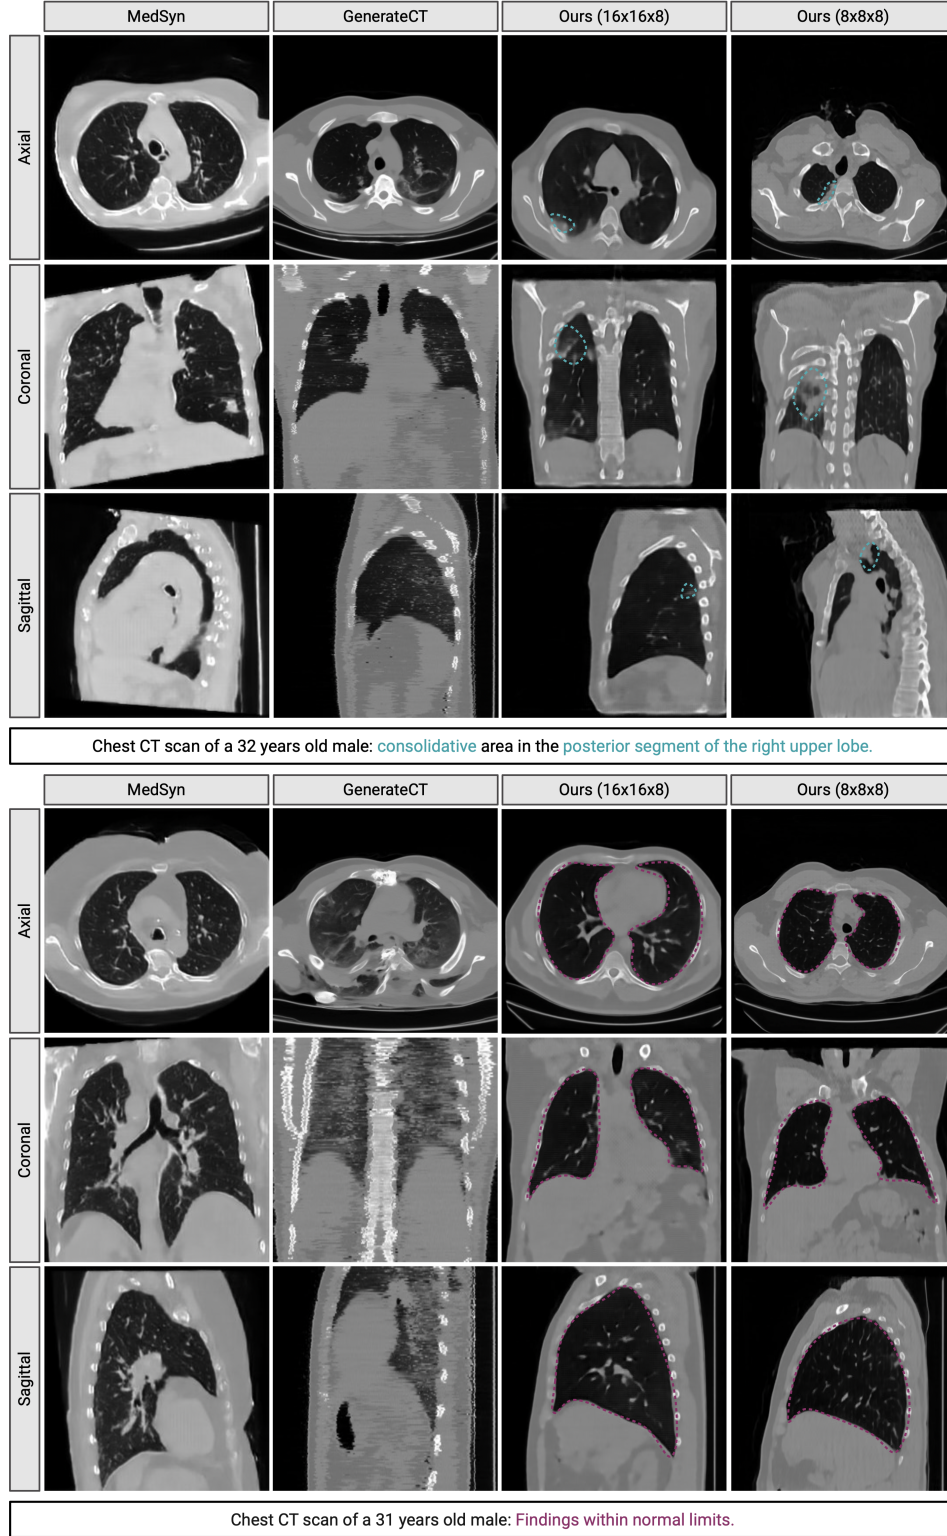 MedSyn
GenerateCT
Ours (16x16x8)
Ours (8x8x8)
Axial
Coronal
Sagittal
Chest CT scan of a 32 years old male: consolidative area in the posterior segment of the right upper lobe.
MedSyn
GenerateCT
Ours (16x16x8)
Ours (8x8x8)
Axial
Coronal
Sagittal
Chest CT scan of a 31 years old male: Findings within normal limits.